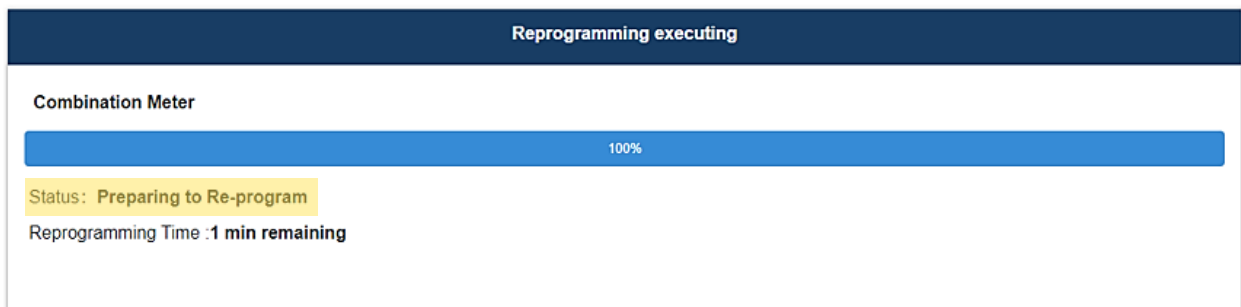 Reprogramming executing
Combination Meter
100%
Status: Preparing to Re-program
Reprogramming Time :1 min remaining